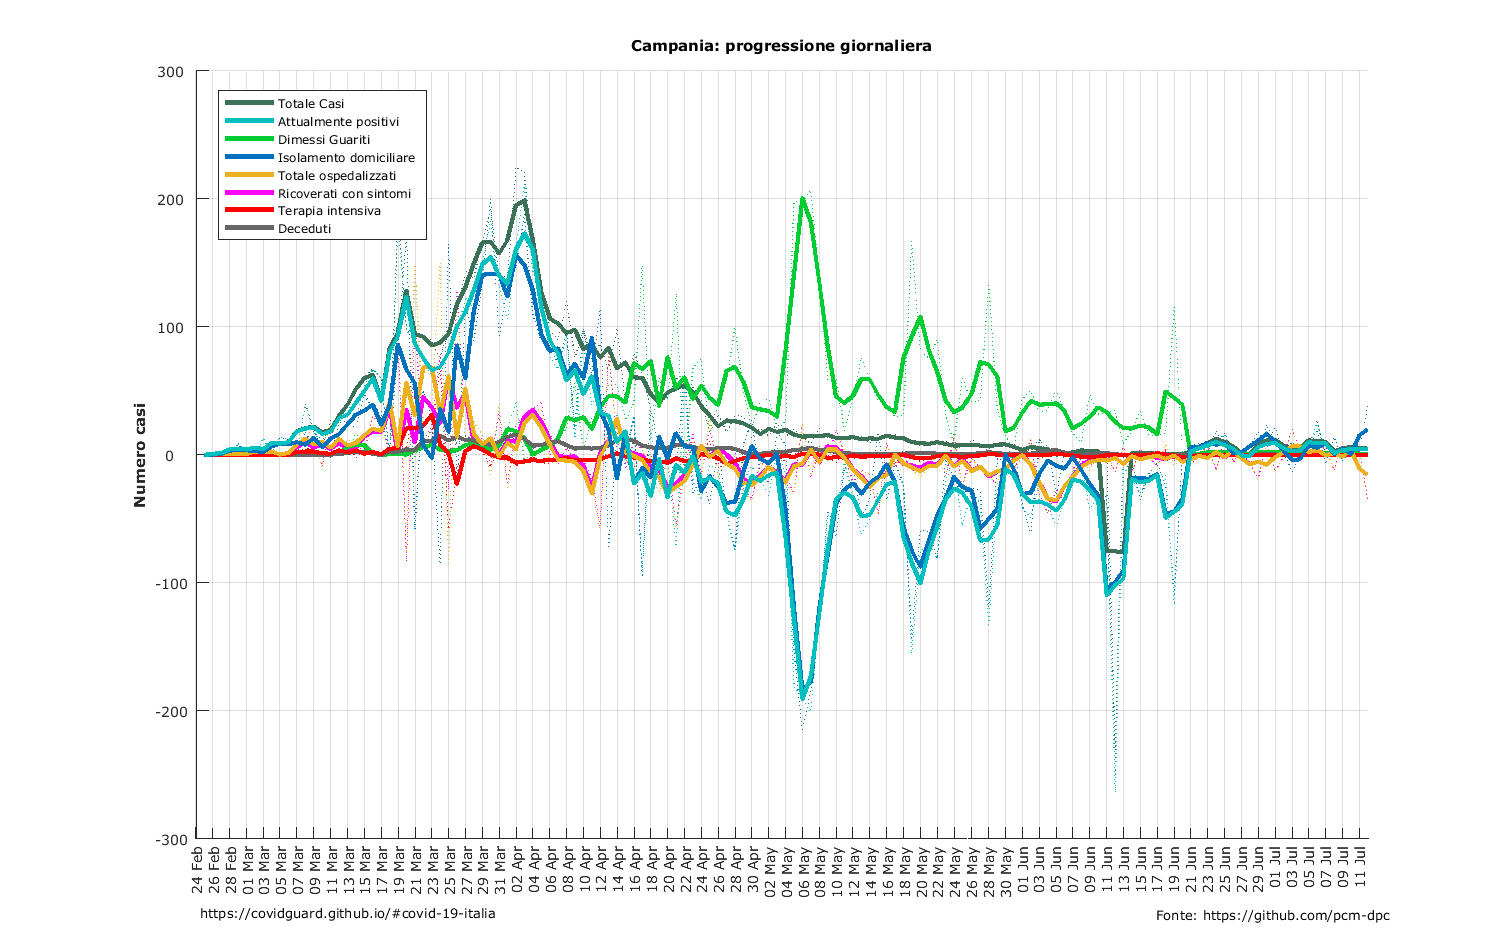 Campania: progressione giornaliera
300
200
100
0
-100
-200
-300
Numero casi
Totale Casi
Attualmente positivi
Dimessi Guariti
Isolamento domiciliare
Totale ospedalizzati
Ricoverati con sintomi
Terapia intensiva
Deceduti
24 Feb
26 Feb
28 Feb
01 Mar
03 Mar
05 Mar
07 Mar
09 Mar
11 Mar
13 Mar
15 Mar
17 Mar
19 Mar
21 Mar
23 Mar
25 Mar
27 Mar
29 Mar
31 Mar
02 Apr
04 Apr
06 Apr
08 Apr
10 Apr
12 Apr
14 Apr
16 Apr
18 Apr
20 Apr
22 Apr
24 Apr
26 Apr
28 Apr
30 Apr
02 May
04 May
06 May
08 May
10 May
12 May
14 May
16 May
18 May
20 May
22 May
24 May
26 May
28 May
30 May
01 Jun
03 Jun
05 Jun
07 Jun
09 Jun
11 Jun
13 Jun
15 Jun
17 Jun
19 Jun
21 Jun
23 Jun
25 Jun
27 Jun
29 Jun
01 Jul
03 Jul
05 Jul
07 Jul
09 Jul
11 Jul
https://covidguard.github.io/#covid-19-italia
Fonte: https://github.com/pcm-dpc